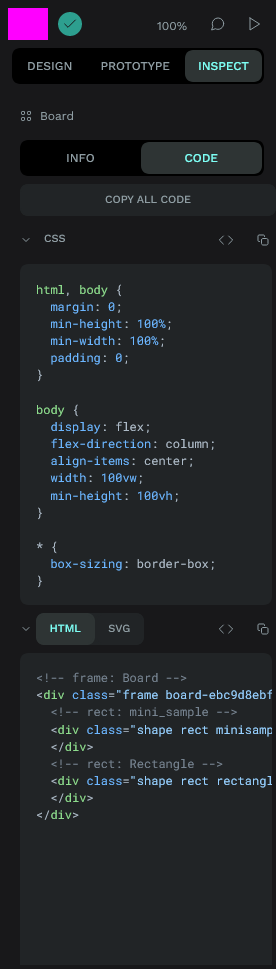 100%
DESIGN PROTOTYPE INSPECT
Board
INFO CODE
COPY ALL CODE
CSS
html, body {
margin: 0;
min-height: 100%;
min-width: 100%;
padding: 0;
}
body {
display: flex;
flex-direction: column;
align-items: center;
width: 100vw;
min-height: 100vh;
}
* {
box-sizing: border-box;
}
HTML SVG
<!-- frame: Board -->
<div class="frame board-ebc9d8ebf
<!-- rect: mini_sample -->
<div class="shape rect minisamp
</div>
<!-- rect: Rectangle -->
<div class="shape rect rectangl
</div>
</div>